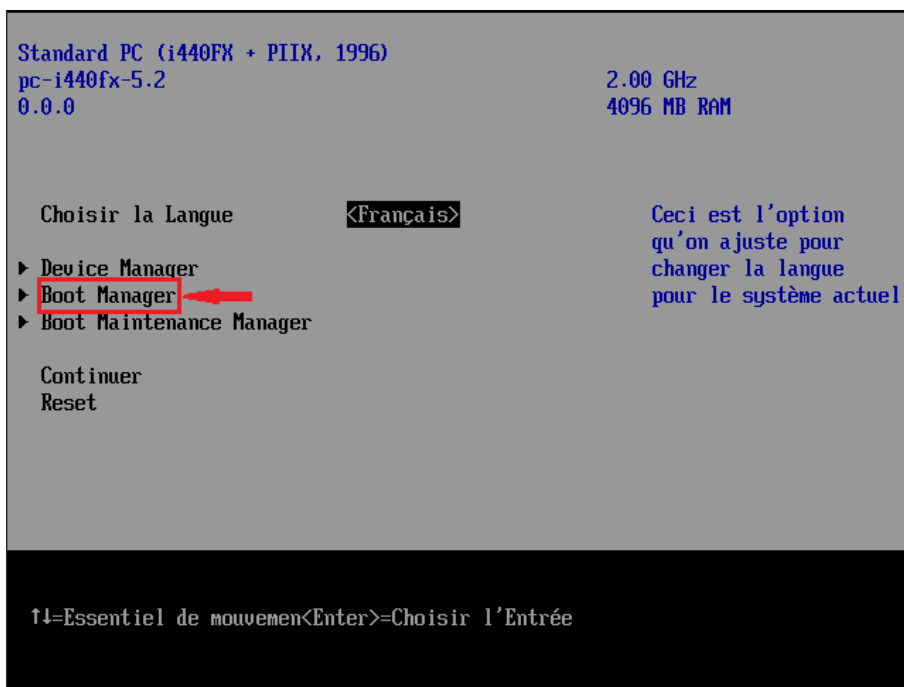 Standard PC (i440FX + PIIX, 1996)
pc-i440fx-5.2 2.00 GHz
0.0.0 4096 MB RAM
Choisir la Langue <Français> Ceci est l'option
qu'on ajuste pour
▶ Device Manager changer la langue
▶ Boot Manager pour le système actuel
▶ Boot Maintenance Manager
Continuer
Reset
↑↓=Essentiel de mouvemen<Enter>=Choisir l'Entrée